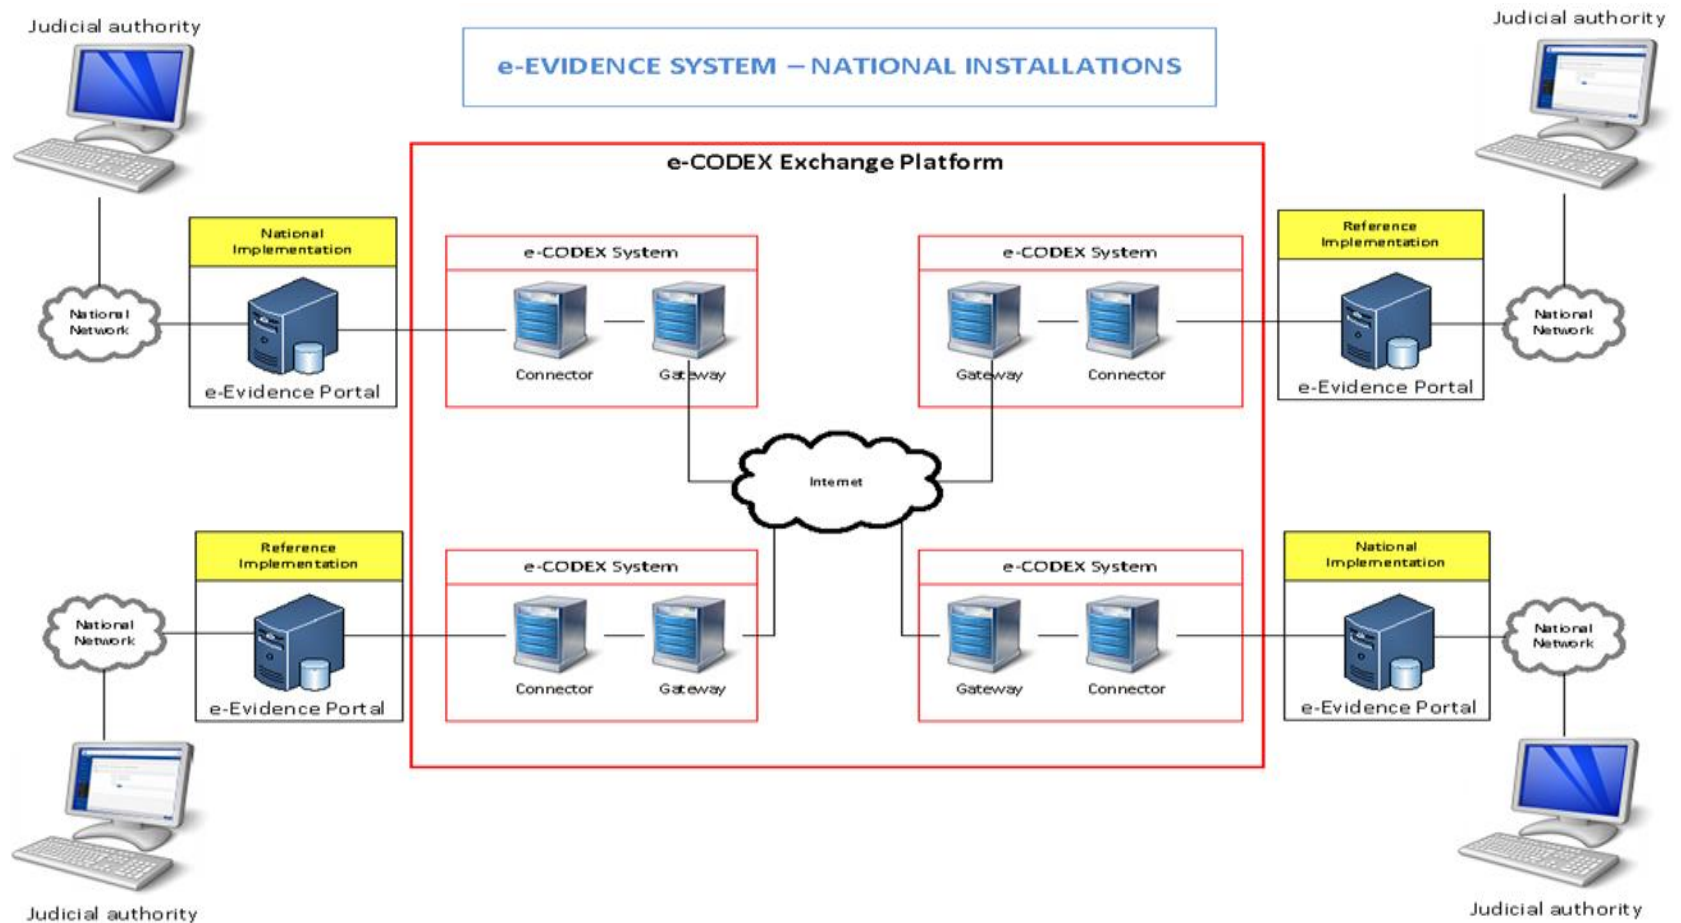 Judicial authority
Judicial authority
e-EVIDENCE SYSTEM – NATIONAL INSTALLATIONS
e-CODEX Exchange Platform
National
Implementation
e-CODEX System
e-CODEX System
Reference
Implementation
National
Network
National
Network
Connector
Gateway
Gateway
Connector
e-Evidence Portal
e-Evidence Portal
Internet
Reference
Implementation
e-CODEX System
e-CODEX System
National
Implementation
National
Network
National
Network
Connector
Gateway
Gateway
Connector
e-Evidence Portal
e-Evidence Portal
Judicial authority
Judicial authority